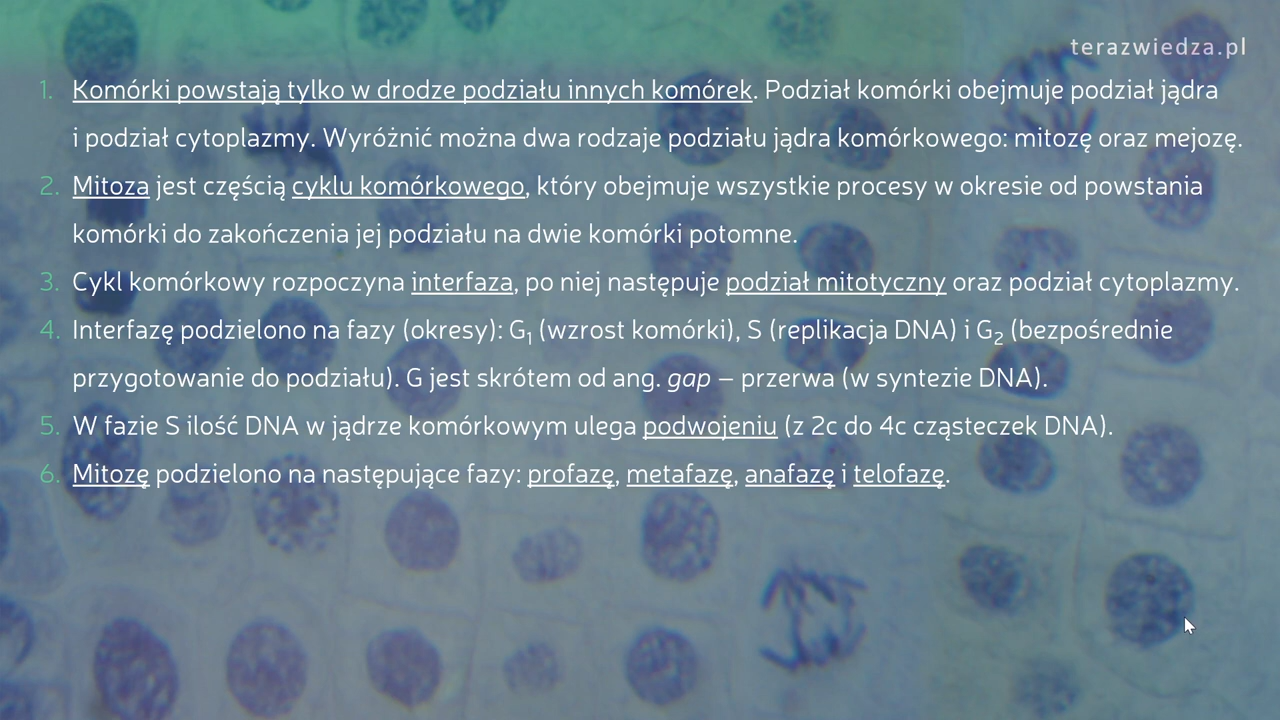 terazwiedza.pl
1. Komórki powstają tylko w drodze podziału innych komórek. Podział komórki obejmuje podział jądra
i podział cytoplazmy. Wyróżnić można dwa rodzaje podziału jądra komórkowego: mitozę oraz mejozę.
2. Mitoza jest częścią cyklu komórkowego, który obejmuje wszystkie procesy w okresie od powstania
komórki do zakończenia jej podziału na dwie komórki potomne.
3. Cykl komórkowy rozpoczyna interfaza, po niej następuje podział mitotyczny oraz podział cytoplazmy.
4. Interfazę podzielono na fazy (okresy): G₁ (wzrost komórki), S (replikacja DNA) i G₂ (bezpośrednie
przygotowanie do podziału). G jest skrótem od ang. gap – przerwa (w syntezie DNA).
5. W fazie S ilość DNA w jądrze komórkowym ulega podwojeniu (z 2c do 4c cząsteczek DNA).
6. Mitozę podzielono na następujące fazy: profazę, metafazę, anafazę i telofazę.